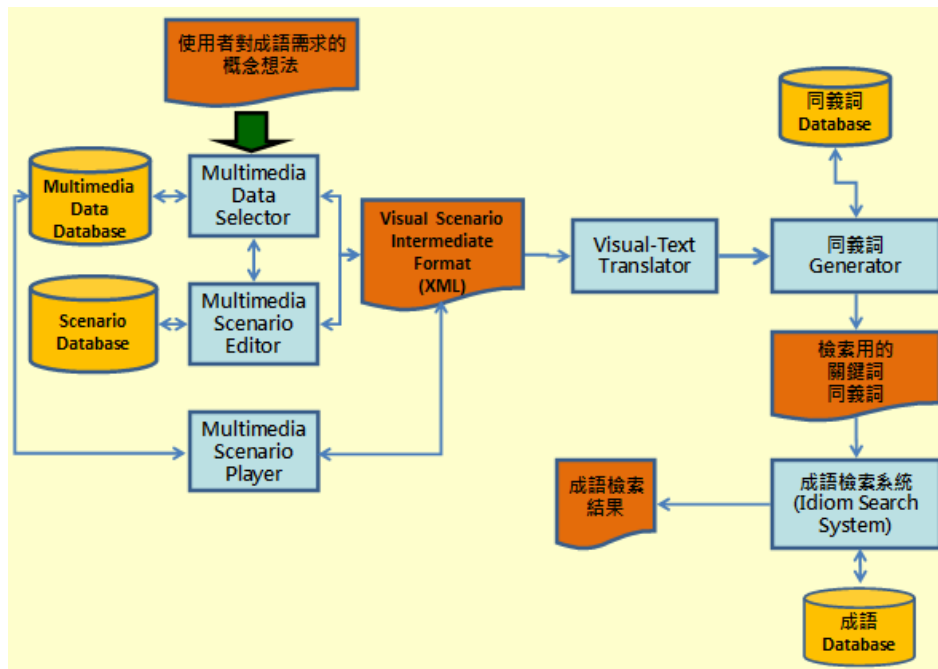 使用者對成語需求的
概念想法
同義詞
Database
Multimedia
Data
Database
Multimedia
Data
Selector
Visual Scenario
Intermediate
Format
(XML)
Visual-Text
Translator
同義詞
Generator
Scenario
Database
Multimedia
Scenario
Editor
檢索用的
關鍵詞
同義詞
Multimedia
Scenario
Player
成語檢索
結果
成語檢索系統
(Idiom Search
System)
成語
Database